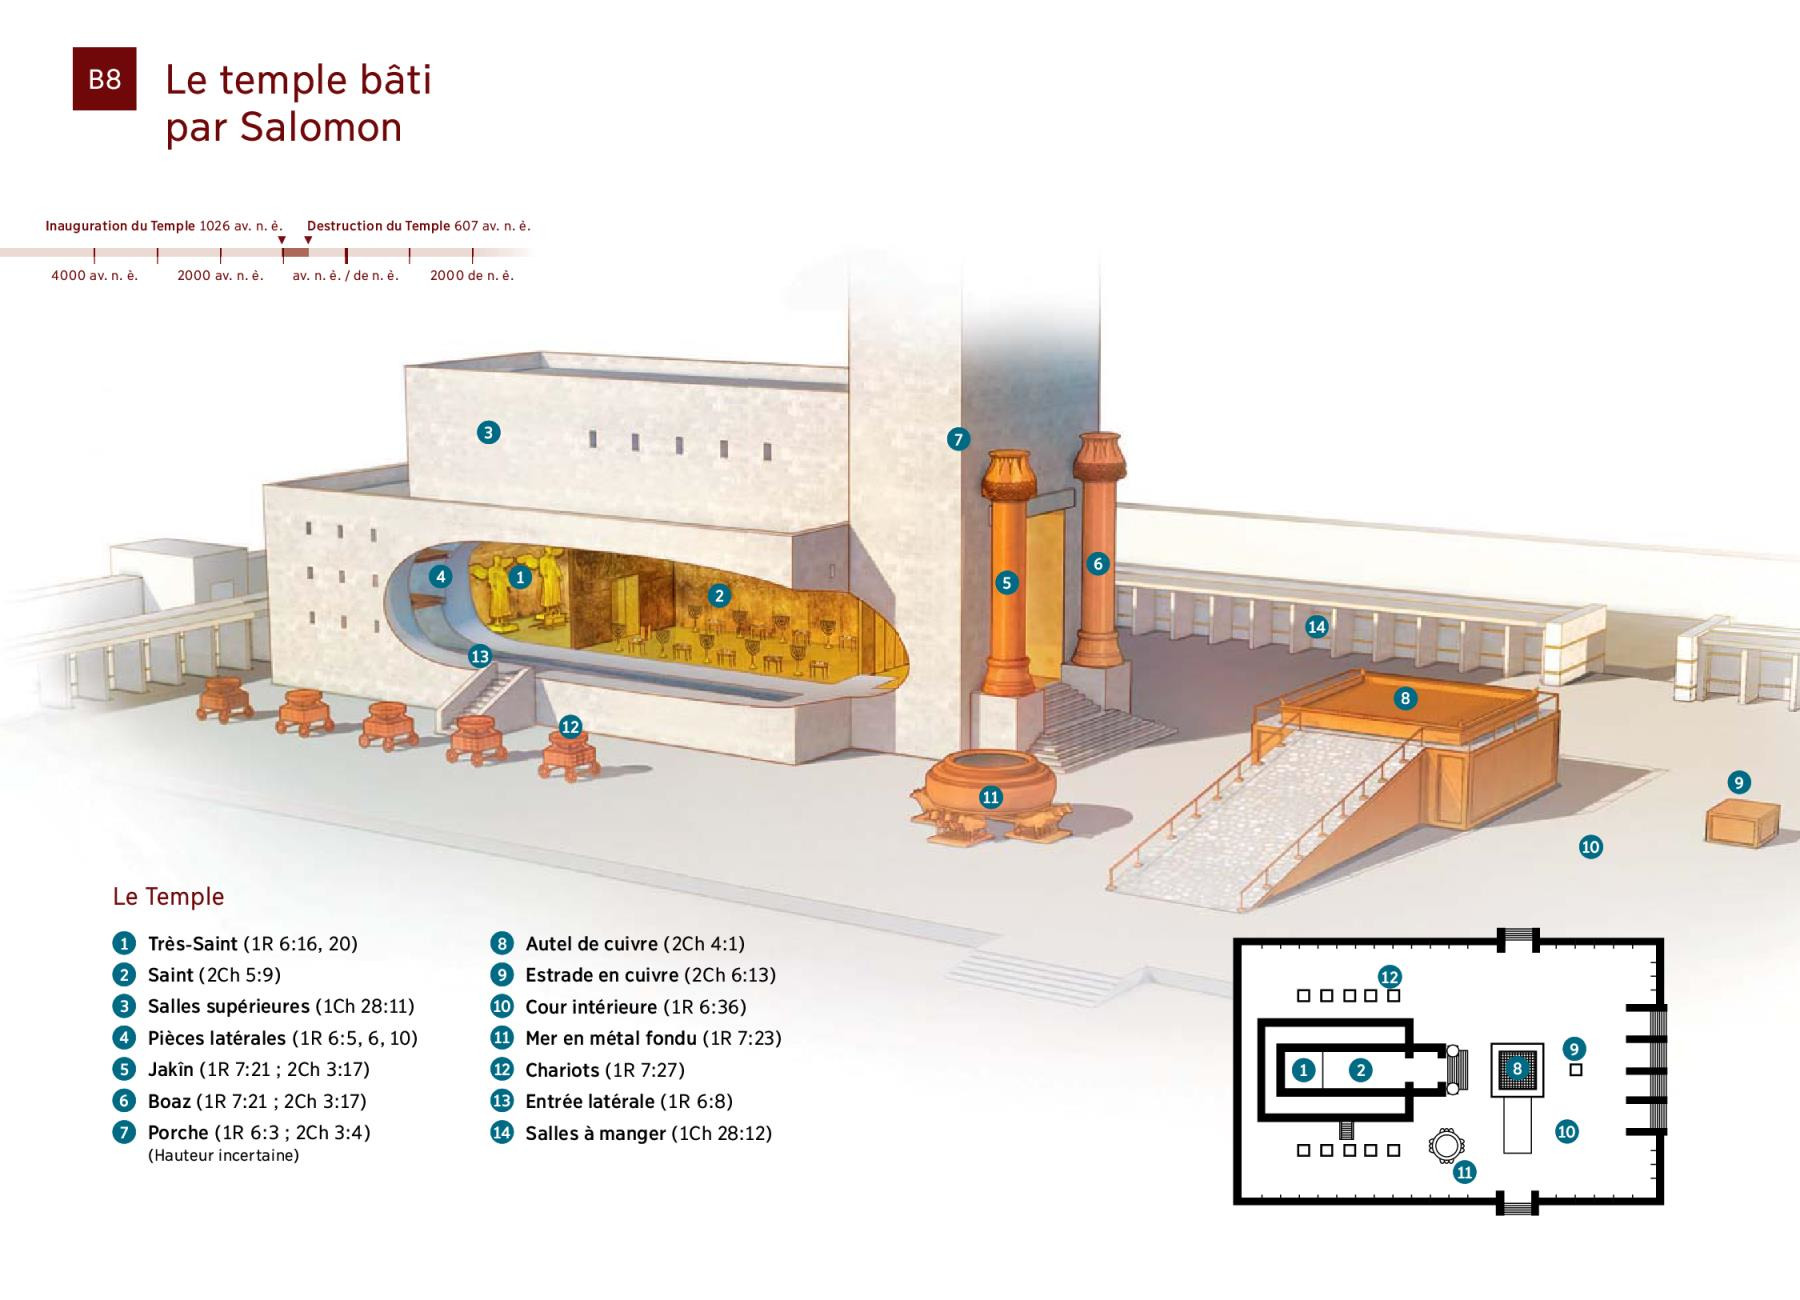 B8
Le temple bâti
par Salomon
Inauguration du Temple 1026 av. n. è.
Destruction du Temple 607 av. n. è.
4000 av. n. è.
2000 av. n. è.
av. n. è. / de n. è.
2000 de n. è.
3
7
4
1
2
5
6
14
13
12
8
11
9
10
Le Temple
1 Très-Saint (1R 6:16, 20)
2 Saint (2Ch 5:9)
3 Salles supérieures (1Ch 28:11)
4 Pièces latérales (1R 6:5, 6, 10)
5 Jakîn (1R 7:21 ; 2Ch 3:17)
6 Boaz (1R 7:21 ; 2Ch 3:17)
7 Porche (1R 6:3 ; 2Ch 3:4)
(Hauteur incertaine)
8 Autel de cuivre (2Ch 4:1)
9 Estrade en cuivre (2Ch 6:13)
10 Cour intérieure (1R 6:36)
11 Mer en métal fondu (1R 7:23)
12 Chariots (1R 7:27)
13 Entrée latérale (1R 6:8)
14 Salles à manger (1Ch 28:12)
12
9
1
2
8
10
11